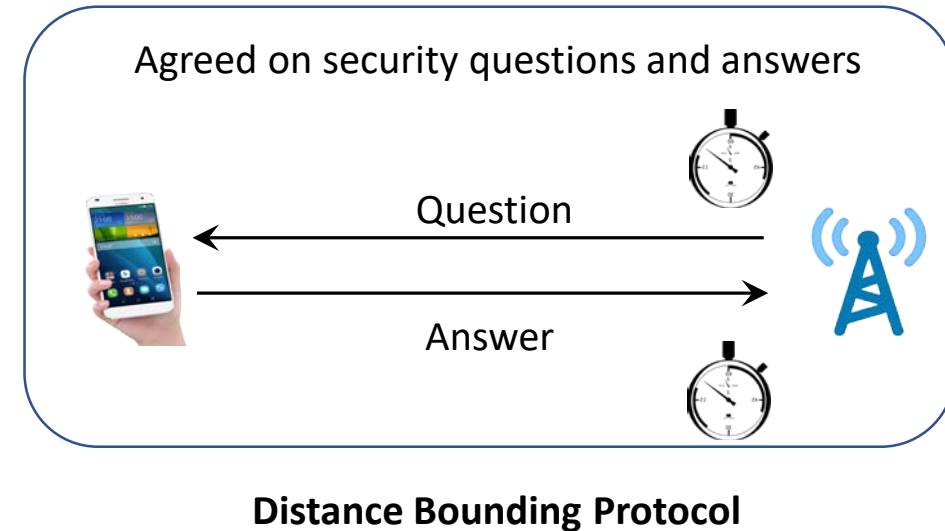 Agreed on security questions and answers
Question
Answer
Distance Bounding Protocol